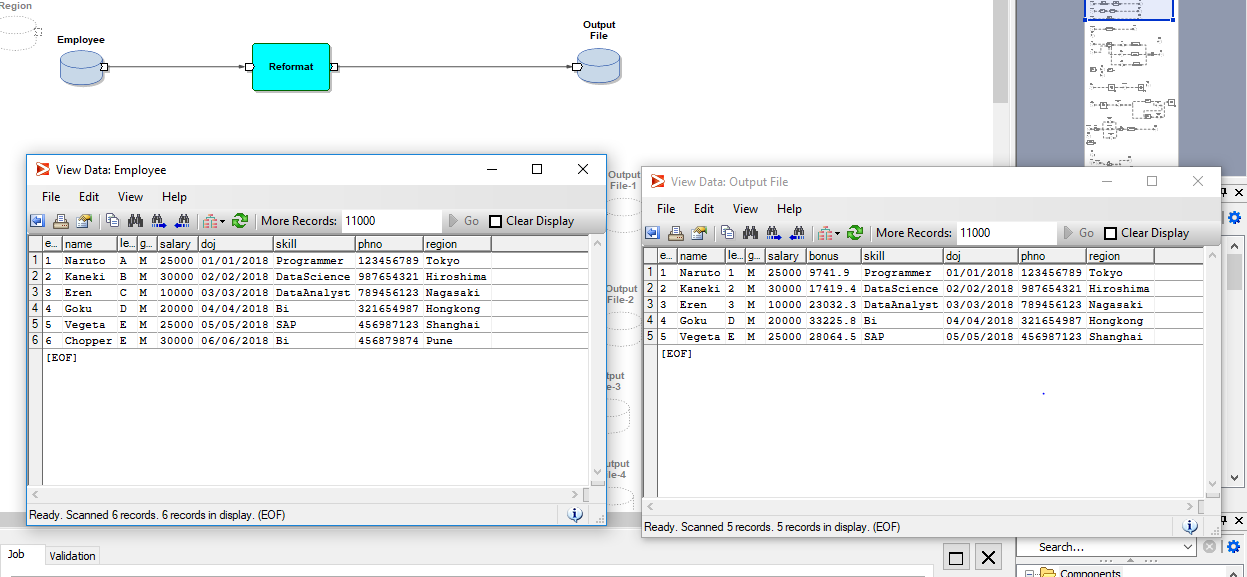 Region
Employee
Reformat
Output
File
View Data: Employee
File Edit View Help
More Records: 11000 Go Clear Display
e... name le... g... salary doj skill phno region
1 1 Naruto A M 25000 01/01/2018 Programmer 123456789 Tokyo
2 2 Kaneki B M 30000 02/02/2018 DataScience 987654321 Hiroshima
3 3 Eren C M 10000 03/03/2018 DataAnalyst 789456123 Nagasaki
4 4 Goku D M 20000 04/04/2018 Bi 321654987 Hongkong
5 5 Vegeta E M 25000 05/05/2018 SAP 456987123 Shanghai
6 6 Chopper E M 30000 06/06/2018 Bi 456879874 Pune
[EOF]
Ready. Scanned 6 records. 6 records in display. (EOF)
Output
File-1
Output
File-2
tput
e-3
utput
ile-4
View Data: Output File
File Edit View Help
More Records: 11000 Go Clear Display
e... name le... g... salary bonus skill doj phno region
1 1 Naruto 1 M 25000 9741.9 Programmer 01/01/2018 123456789 Tokyo
2 2 Kaneki 2 M 30000 17419.4 DataScience 02/02/2018 987654321 Hiroshima
3 3 Eren 3 M 10000 23032.3 DataAnalyst 03/03/2018 789456123 Nagasaki
4 4 Goku D M 20000 33225.8 Bi 04/04/2018 321654987 Hongkong
5 5 Vegeta E M 25000 28064.5 SAP 05/05/2018 456987123 Shanghai
[EOF]
Ready. Scanned 5 records. 5 records in display. (EOF)
Job Validation
Search...
Components